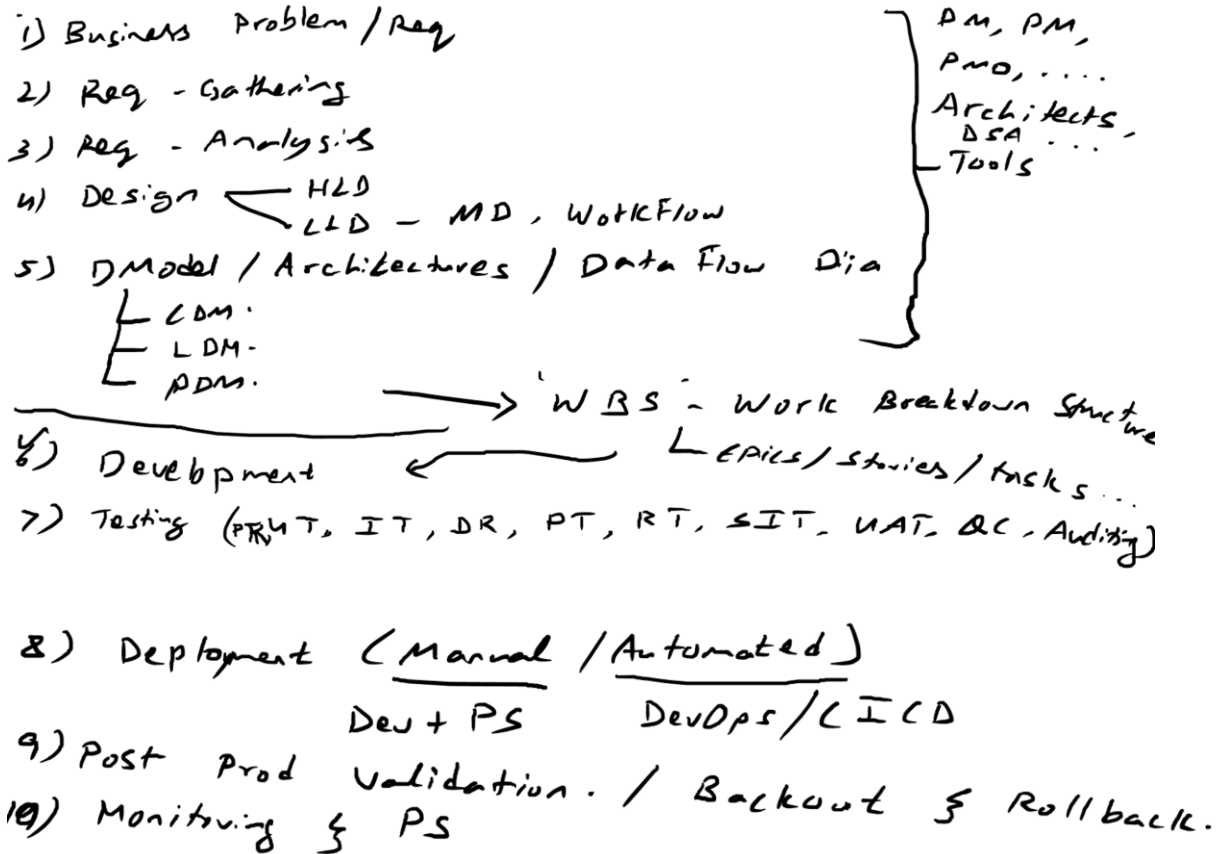 1) Business Problem / Req
2) Req - Gathering
3) Req - Analysis
4) Design HLD
LLD - MD, Workflow
5) DModel / Architectures / Data Flow Dia
CDM.
LDM-
PDM.
DM, PM,
PMO, ....
Architects,
DSA ...
Tools
"WBS" - Work Breakdown Structure
Epics / Stories / tasks ...
6) Development
7) Testing (UT, IT, DR, PT, RT, SIT, UAT, QC, Auditing)
8) Deployment (Manual / Automated)
Dev + PS DevOps / CICD
9) Post Prod Validation. / Backout & Rollback.
10) Monitoring & PS